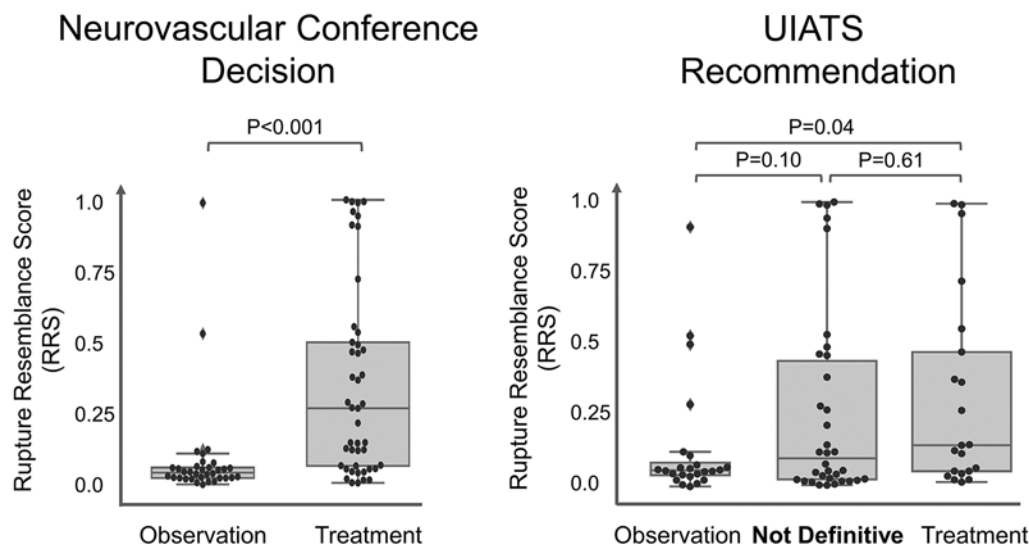 Neurovascular Conference
Decision
P<0.001
Rupture Resemblance Score
(RRS)
1.0
0.75
0.5
0.25
0.0
Observation Treatment
UIATS
Recommendation
P=0.04
P=0.10 P=0.61
Rupture Resemblance Score
(RRS)
1.0
0.75
0.5
0.25
0.0
Observation Not Definitive Treatment